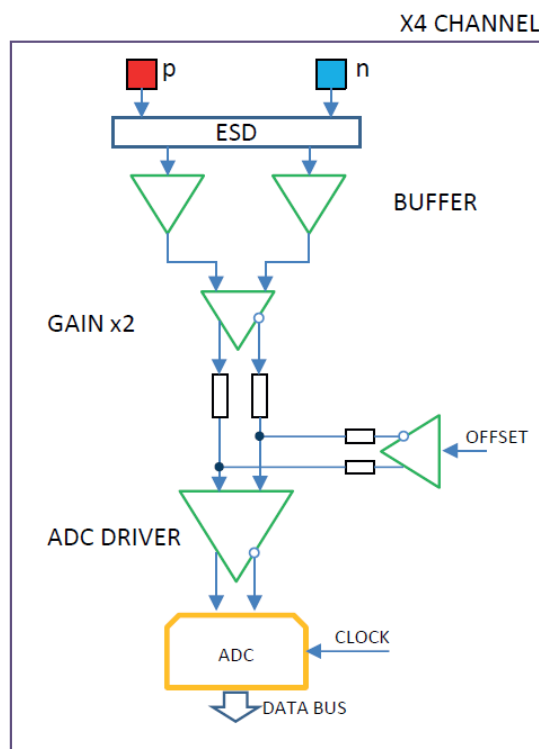 X4 CHANNEL
p
n
ESD
BUFFER
GAIN x2
OFFSET
ADC DRIVER
CLOCK
ADC
DATA BUS